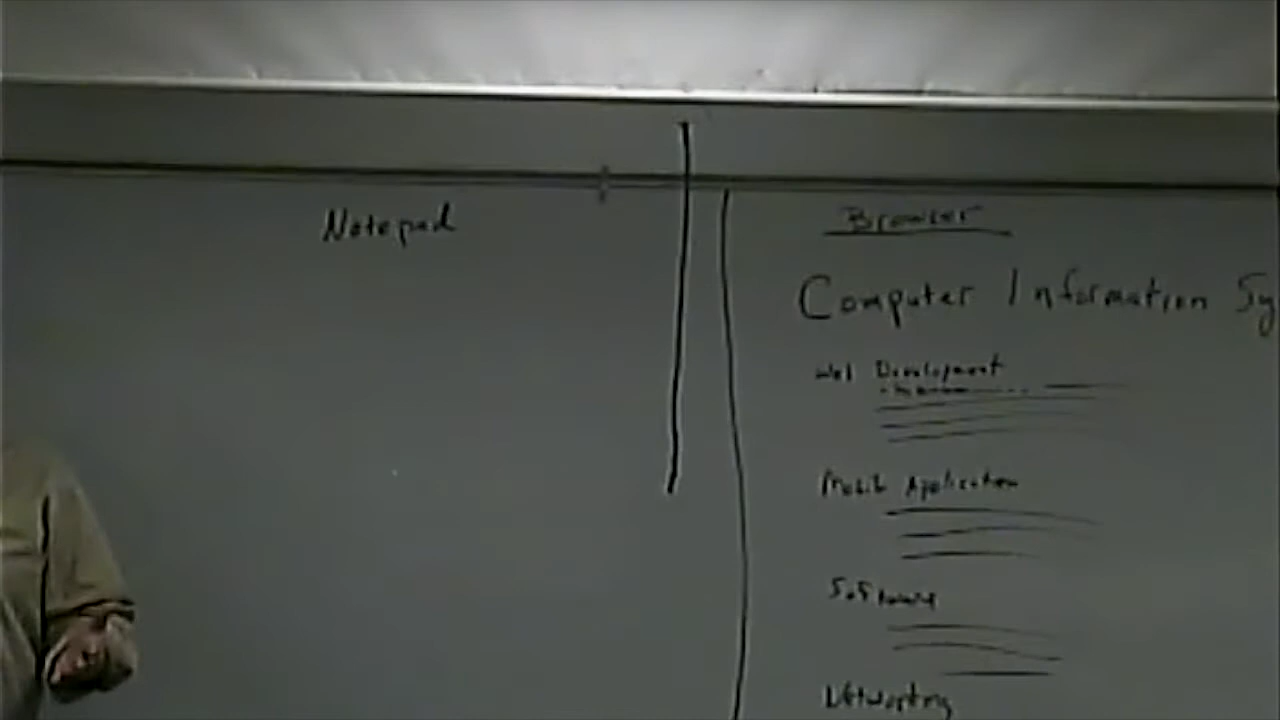 Notepad
Browser
Computer Information Sy
Web Development
Mobile Application
Software
Networking